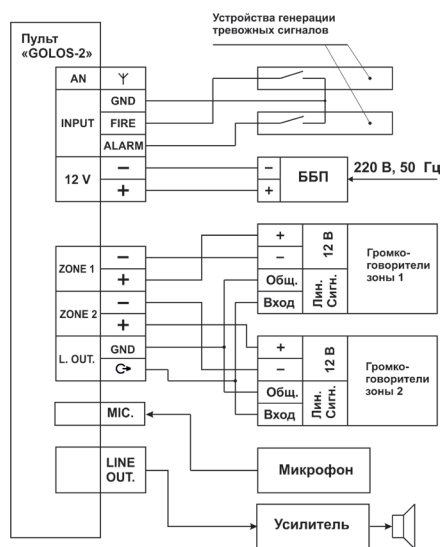 Устройства генерации
тревожных сигналов
Пульт
«GOLOS-2»
AN
INPUT
GND
FIRE
ALARM
12 V
−
+
−
+
ББП
220 В, 50 Гц
ZONE 1
−
+
ZONE 2
−
+
L. OUT.
GND
+
−
12 В
Общ.
Вход
Лин.
Сигн.
Громко-
говорители
зоны 1
+
−
12 В
Общ.
Вход
Лин.
Сигн.
Громко-
говорители
зоны 2
MIC.
Микрофон
LINE
OUT.
Усилитель